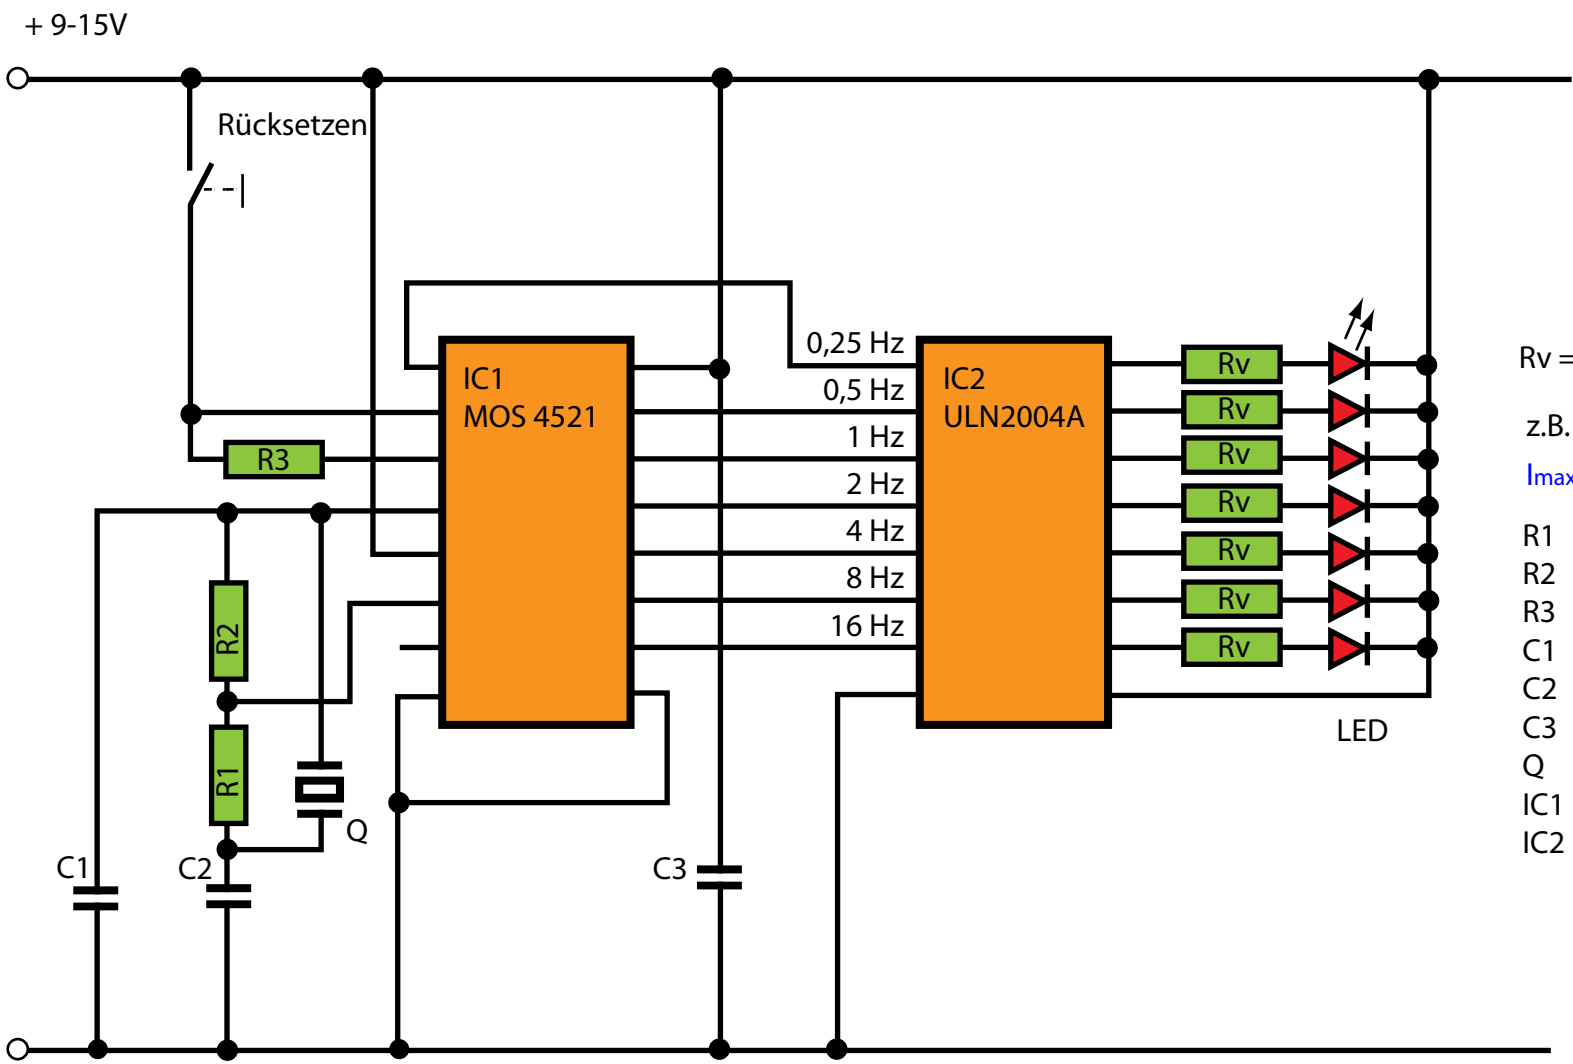 + 9-15V
Rücksetzen
IC1
MOS 4521
0,25 Hz
0,5 Hz
1 Hz
2 Hz
4 Hz
8 Hz
16 Hz
IC2
ULN2004A
Rv
Rv
Rv
Rv
Rv
Rv
Rv
LED
R3
R2
R1
Q
C1
C2
C3
Rv =
z.B.
Imax
R1
R2
R3
C1
C2
C3
Q
IC1
IC2